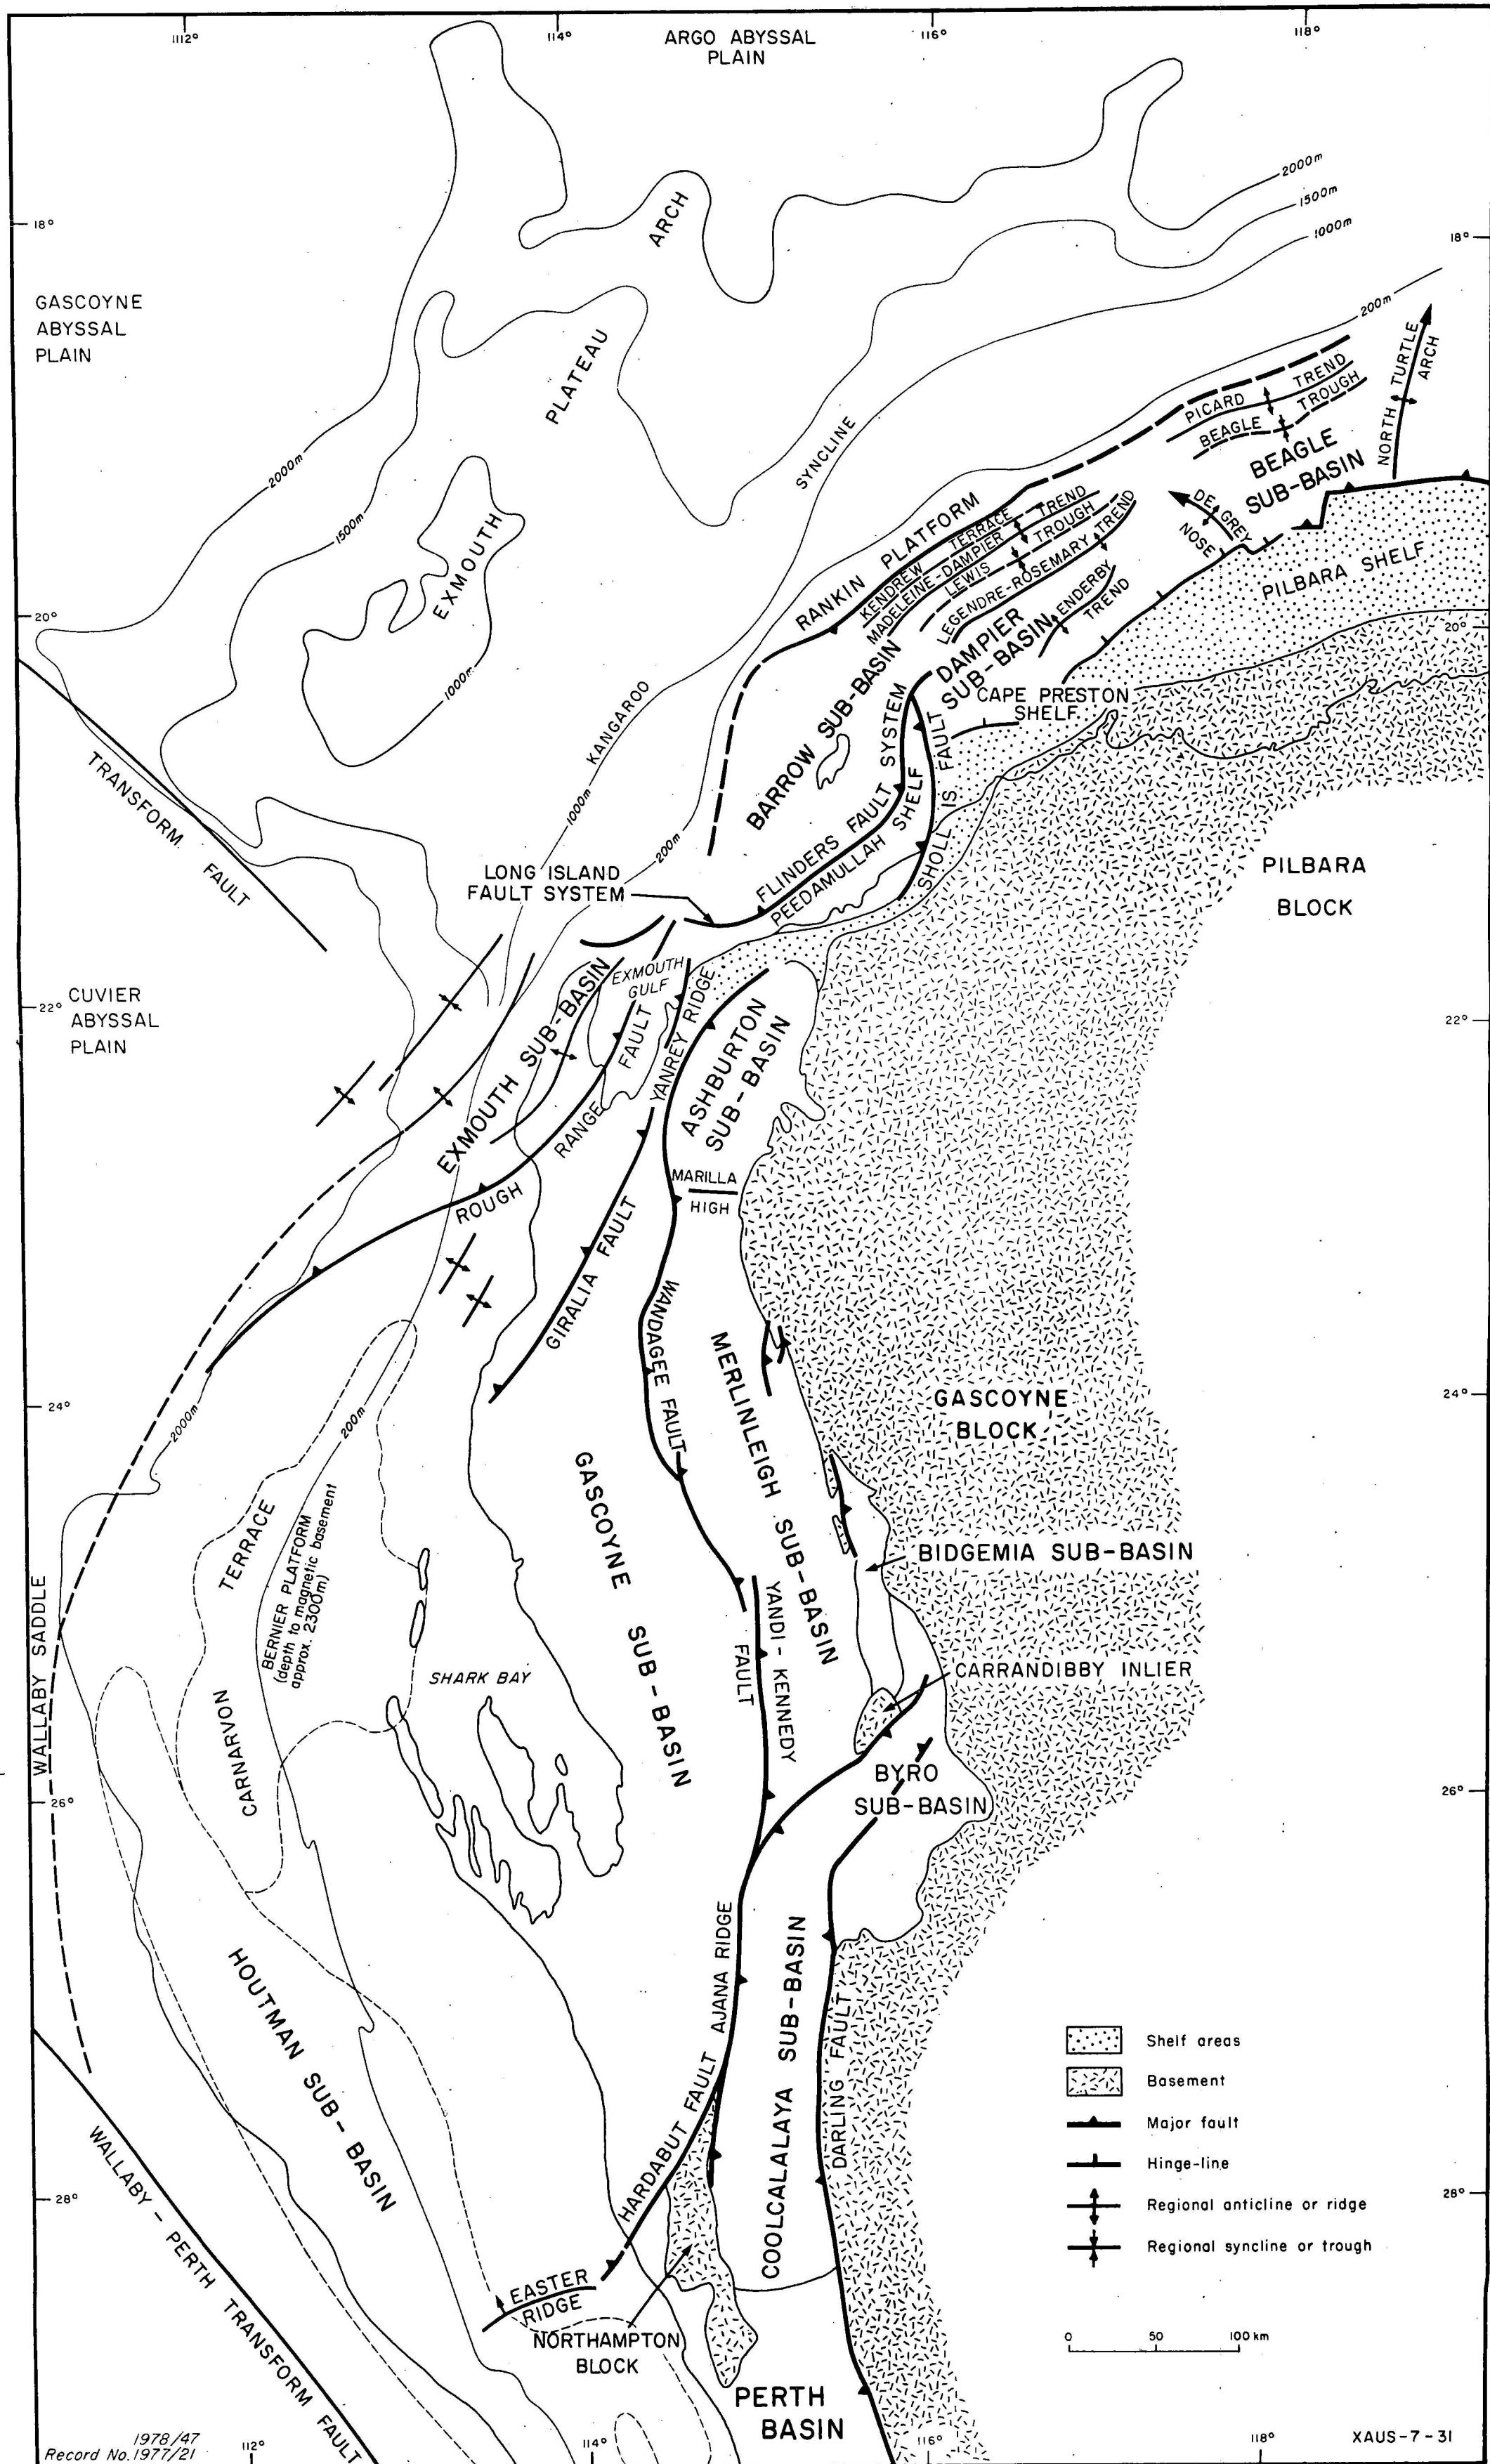 1112°
114°
ARGO ABYSSAL
PLAIN
116°
118°
2000m
1500m
1000m
18°
18°
ARCH
GASCOYNE
ABYSSAL
PLAIN
200m
PLATEAU
NORTH TURTLE
ARCH
PICARD TREND
BEAGLE TROUGH
2000m
SYNCLINE
BEAGLE
SUB-BASIN
1500m
EXMOUTH
DE GREY
NOSE
RANKIN PLATFORM
KENDREW TERRACE
MADELEINE-DAMPIER TREND
LEWIS TROUGH
LEGENDRE-ROSEMARY TREND
ENDERBY
TREND
PILBARA SHELF
20°
20°
DAMPIER
SUB-BASIN
1000m
KANGAROO
CAPE PRESTON
SHELF
BARROW SUB-BASIN
TRANSFORM FAULT
1000m
200m
FLINDERS FAULT SYSTEM
PEEDAMULLAH SHELF
SHOLL IS FAULT
PILBARA
BLOCK
LONG ISLAND
FAULT SYSTEM
EXMOUTH
GULF
CUVIER
ABYSSAL
PLAIN
22°
22°
EXMOUTH SUB-BASIN
YANREY RIDGE
ASHBURTON
SUB-BASIN
ROUGH RANGE FAULT
MARILLA
HIGH
GIRALIA FAULT
WANDAGEE FAULT
MERLINLEIGH SUB-BASIN
GASCOYNE
BLOCK
24°
24°
2000m
200m
GASCOYNE SUB-BASIN
BERNIER PLATFORM
(depth to magnetic basement
approx. 2300m)
BIDGEMIA SUB-BASIN
WALLABY SADDLE
CARNARVON TERRACE
SHARK BAY
YANDI-KENNEDY
FAULT
CARRANDIBBY INLIER
BYRO
SUB-BASIN
26°
26°
HOUTMAN SUB-BASIN
AJANA RIDGE
HARDABUT FAULT
COOLCALALAYA SUB-BASIN
DARLING FAULT
Shelf areas
Basement
Major fault
Hinge-line
Regional anticline or ridge
Regional syncline or trough
28°
28°
WALLABY-PERTH TRANSFORM FAULT
EASTER
RIDGE
NORTHAMPTON
BLOCK
0 50 100 km
PERTH
BASIN
1978/47
Record No. 1977/21
112°
114°
116°
118°
XAUS-7-31